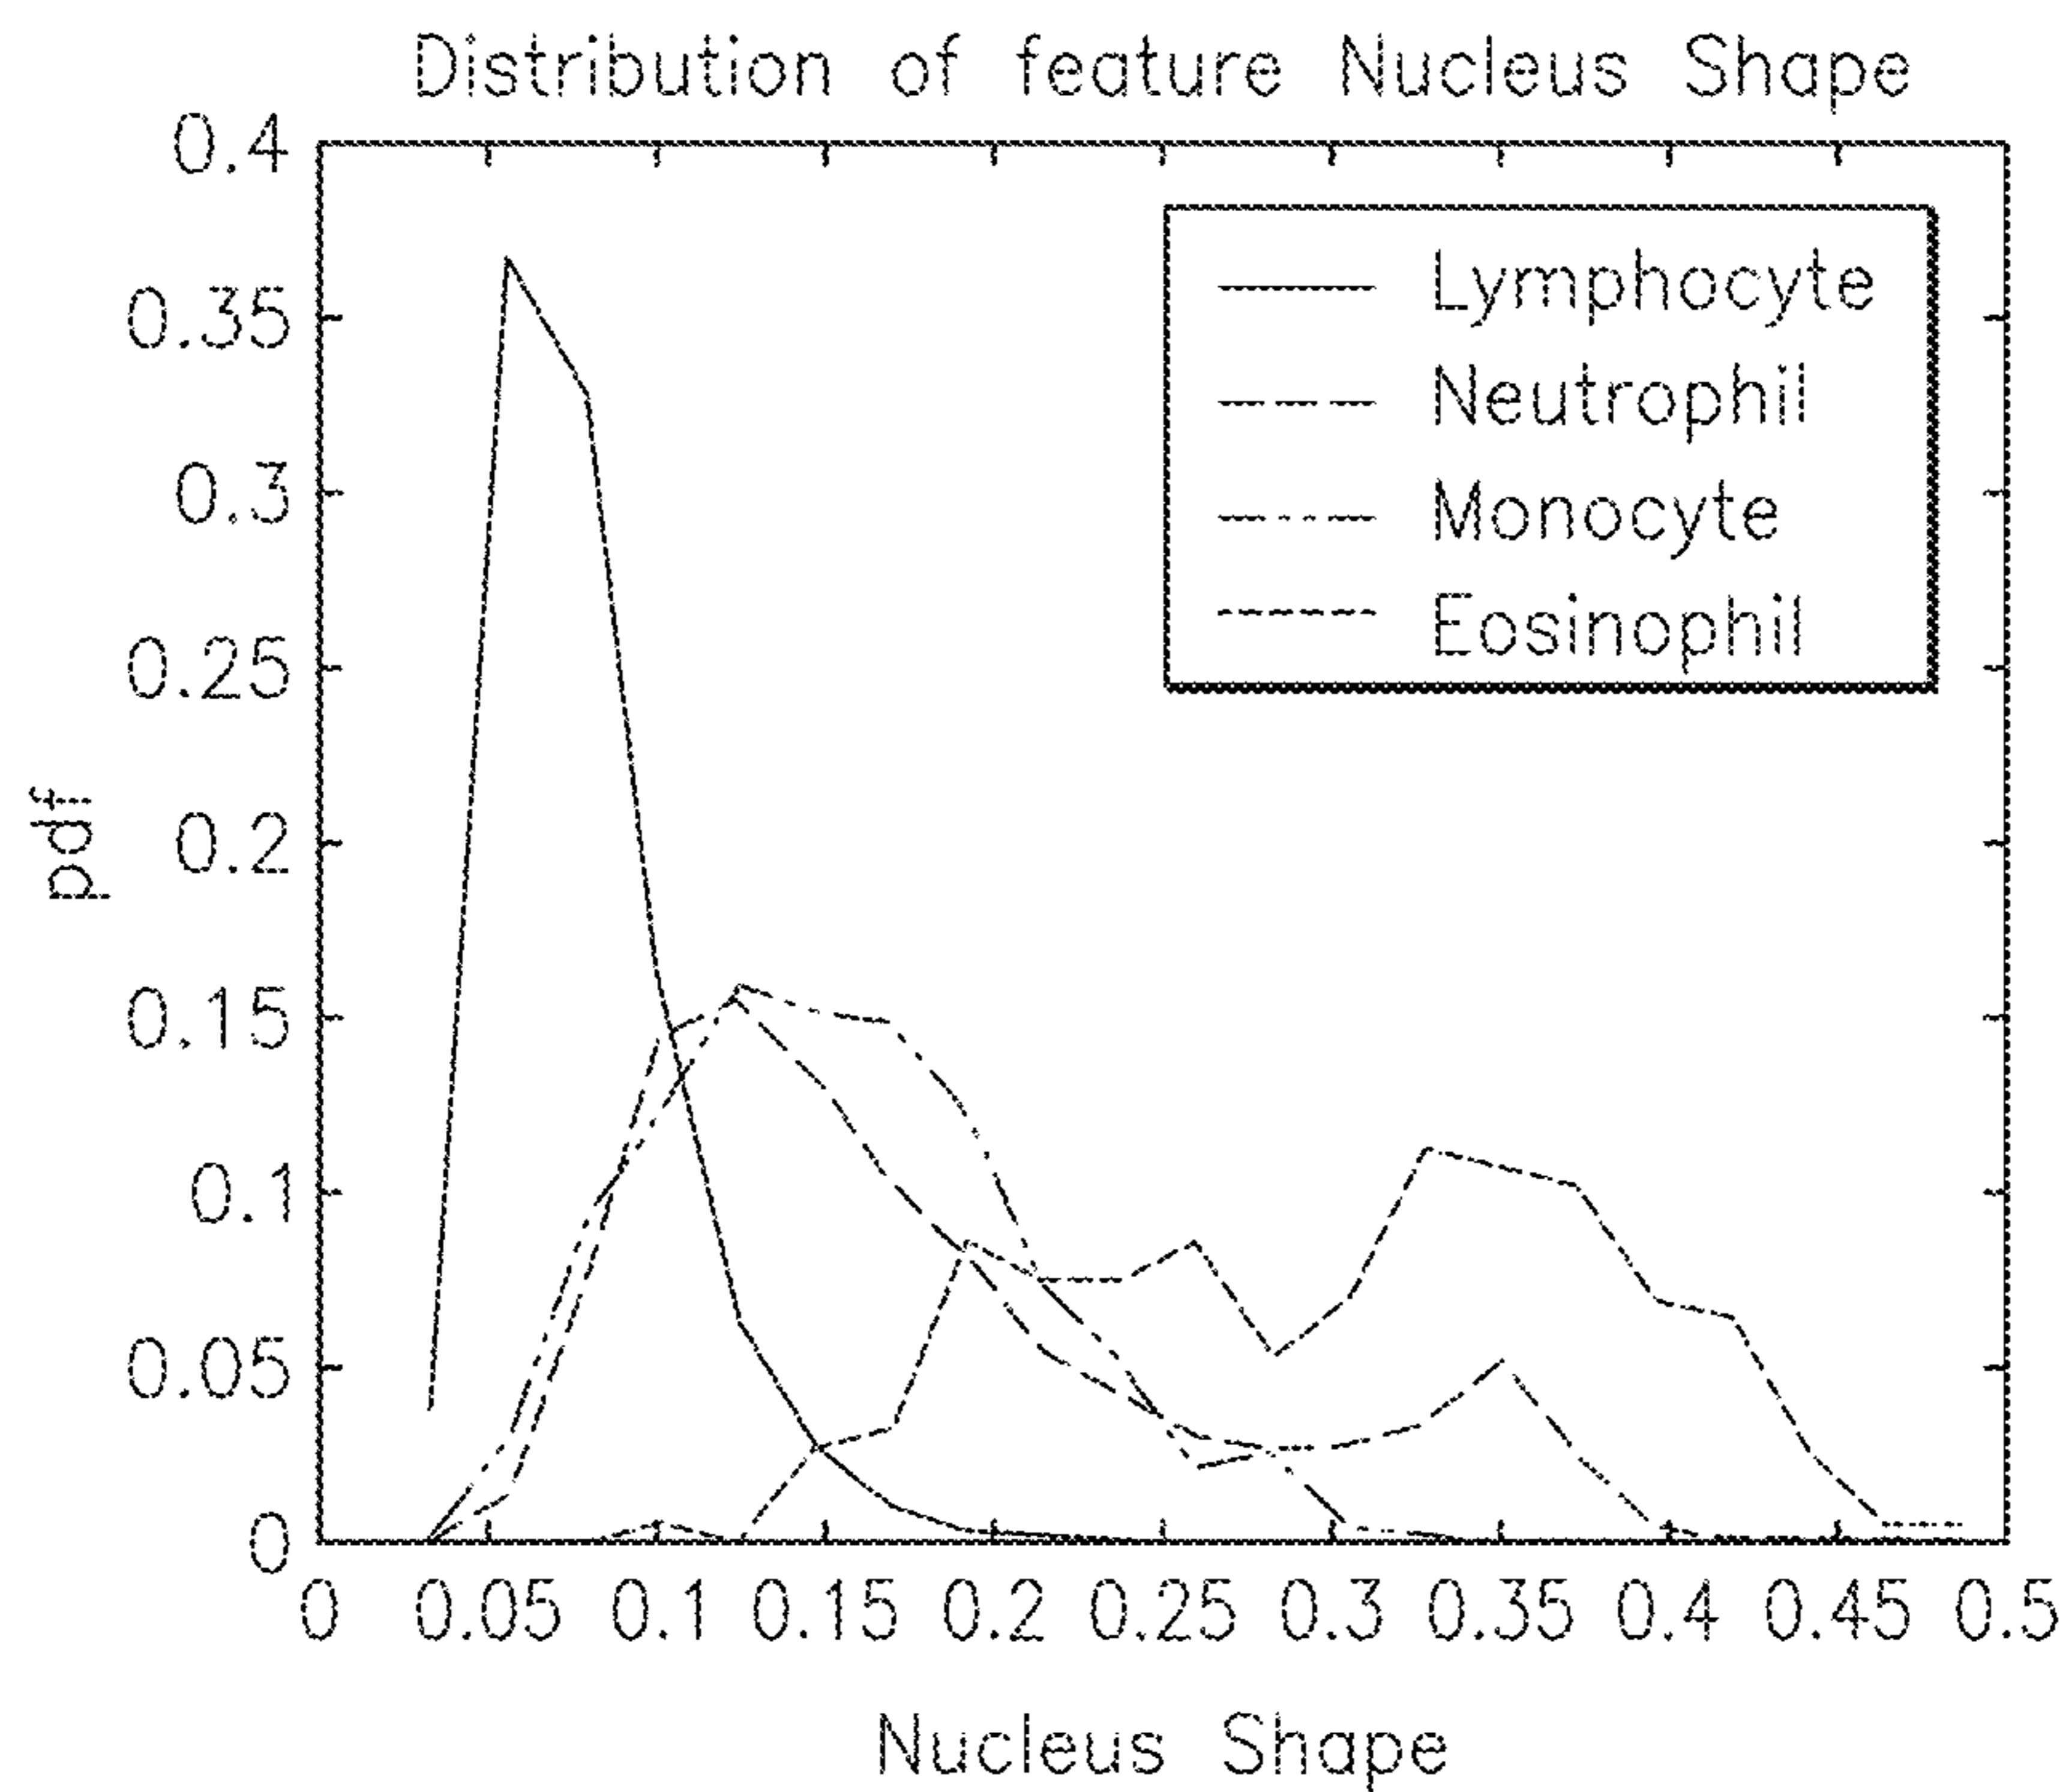 Distribution of feature Nucleus Shape
0.4
0.35
0.3
0.25
0.2
0.15
0.1
0.05
0
pdf
Lymphocyte
Neutrophil
Monocyte
Eosinophil
0 0.05 0.1 0.15 0.2 0.25 0.3 0.35 0.4 0.45 0.5
Nucleus Shape